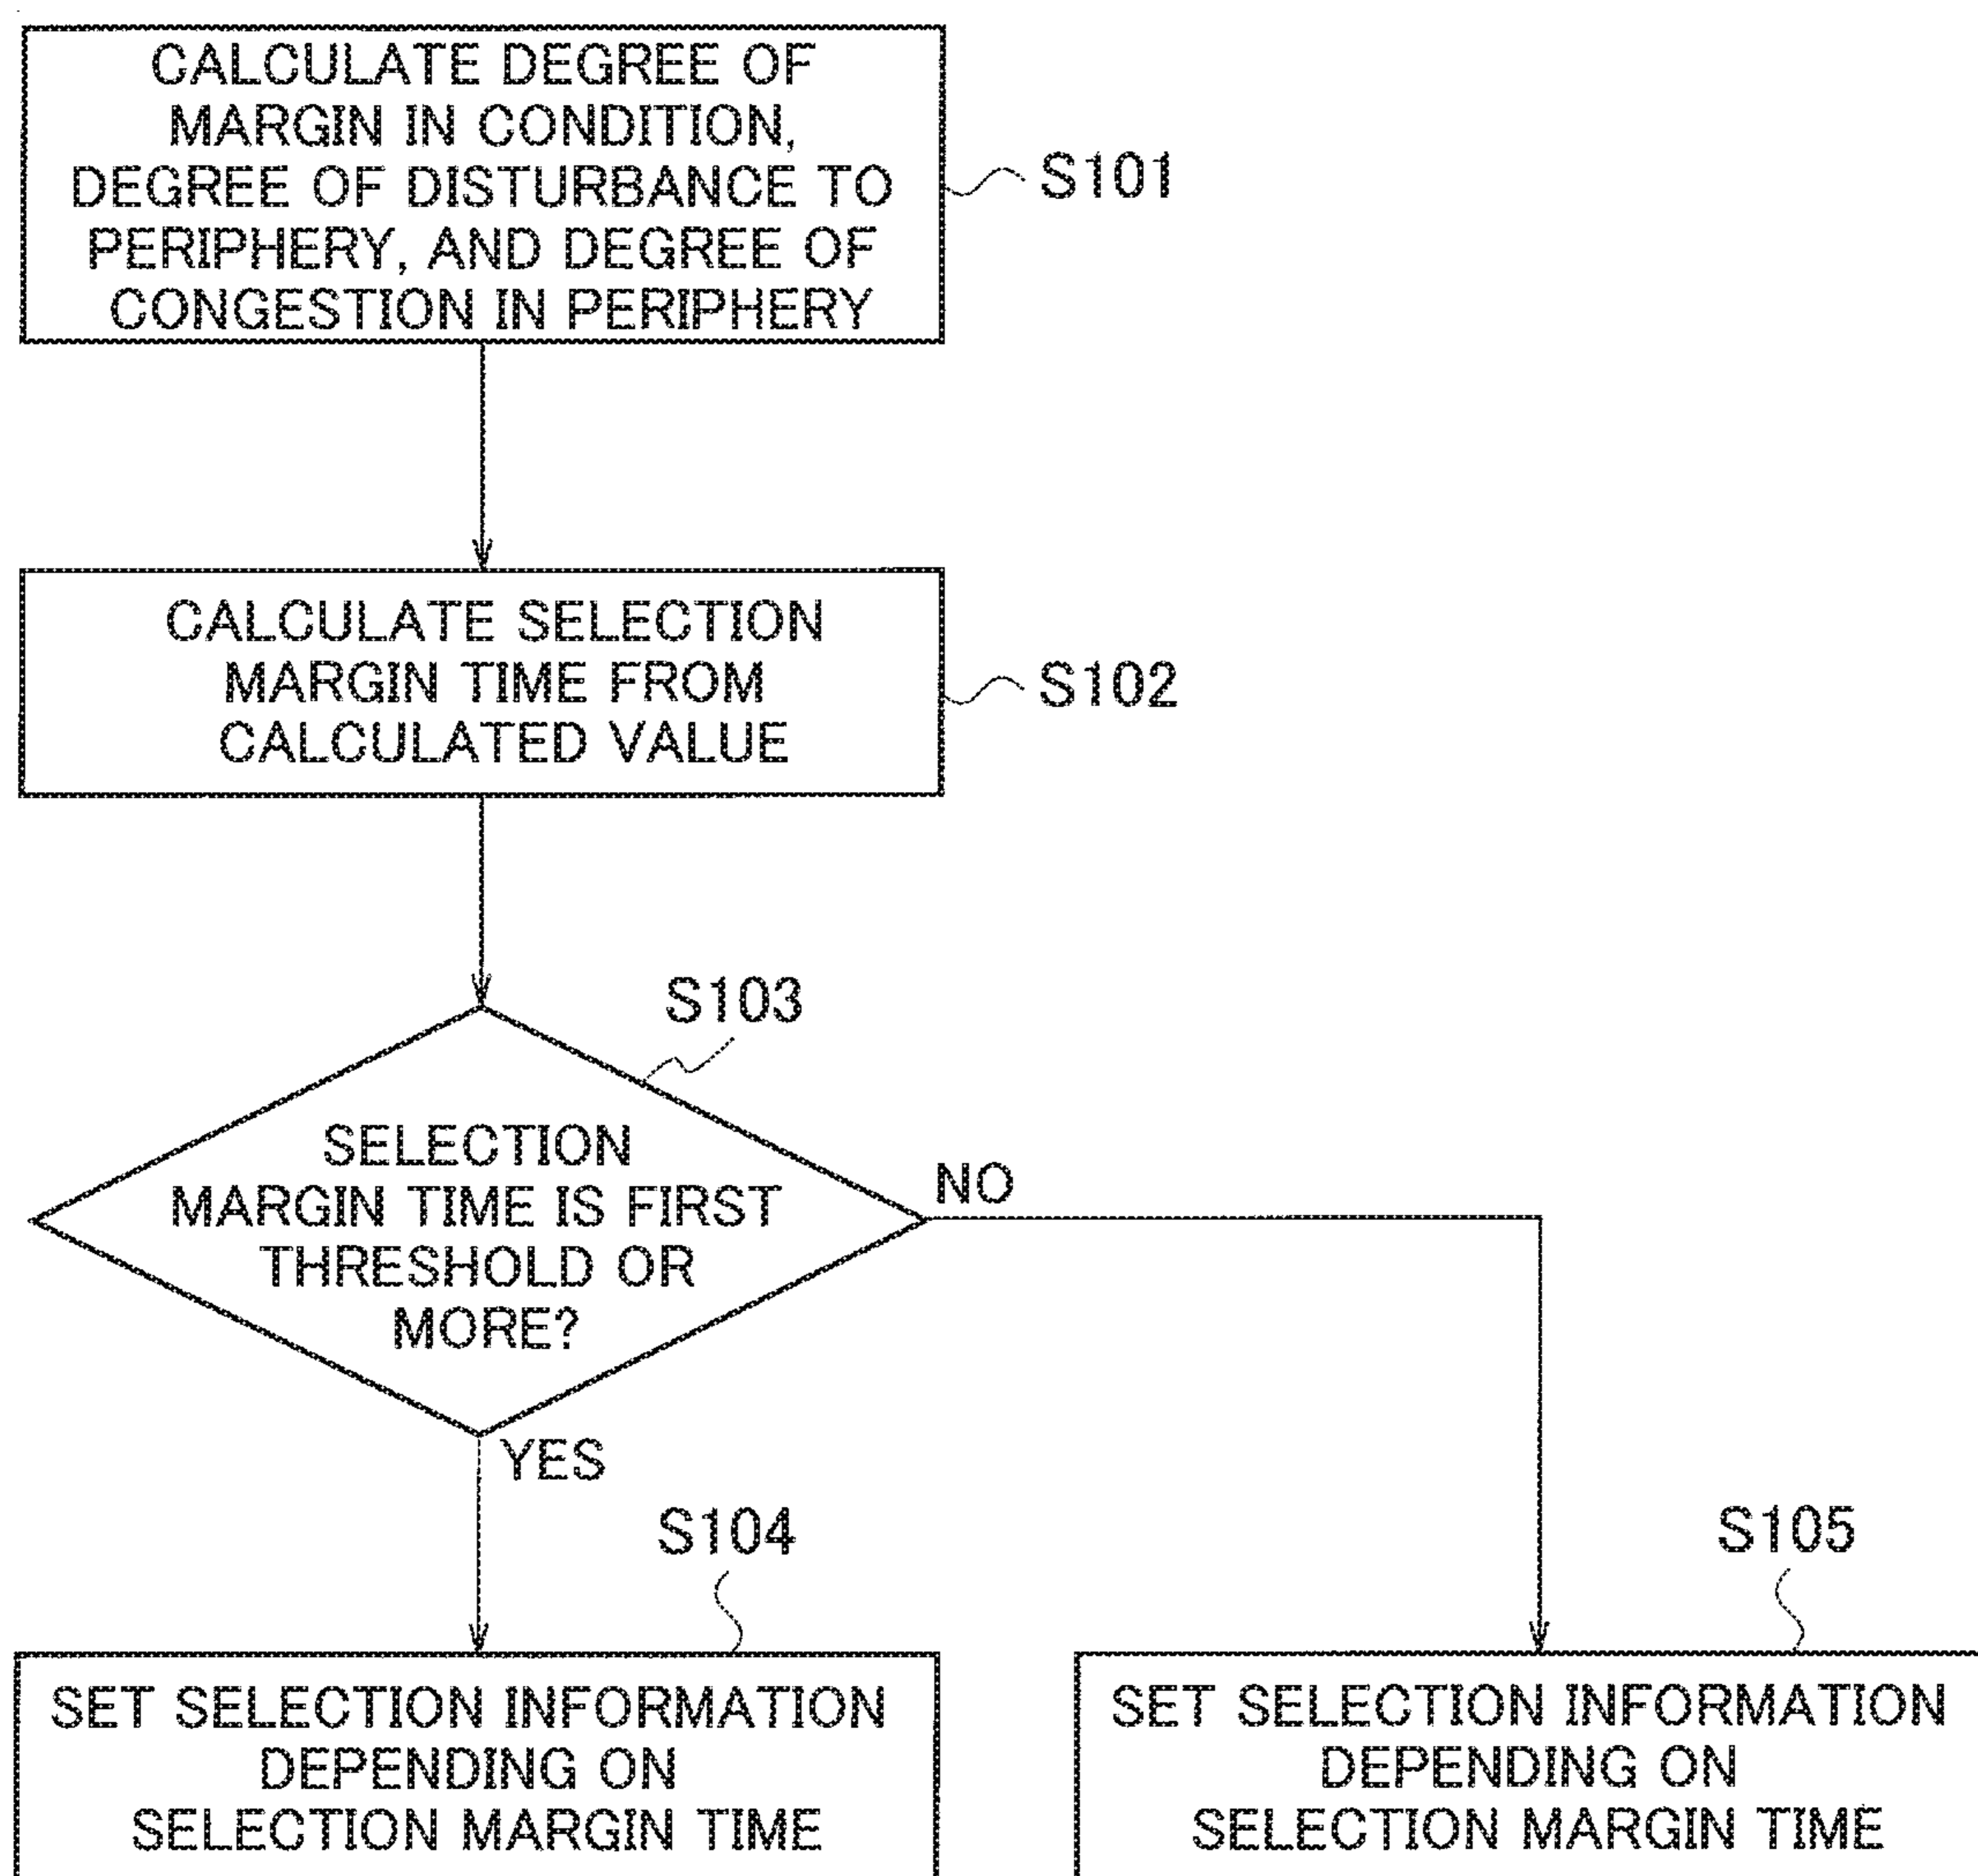 CALCULATE DEGREE OF
MARGIN IN CONDITION,
DEGREE OF DISTURBANCE TO
PERIPHERY, AND DEGREE OF
CONGESTION IN PERIPHERY
S101
CALCULATE SELECTION
MARGIN TIME FROM
CALCULATED VALUE
S102
S103
SELECTION
MARGIN TIME IS FIRST
THRESHOLD OR
MORE?
NO
YES
S104
SET SELECTION INFORMATION
DEPENDING ON
SELECTION MARGIN TIME
S105
SET SELECTION INFORMATION
DEPENDING ON
SELECTION MARGIN TIME